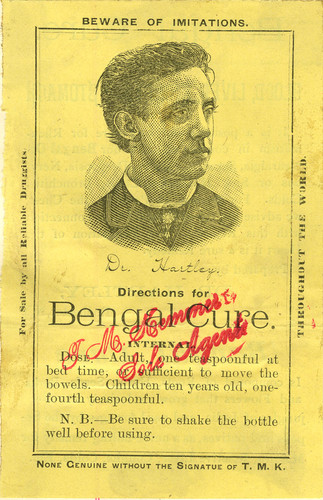 BEWARE OF IMITATIONS.
For Sale by all Reliable Druggists.
THROUGHOUT THE WORLD.
Dr. Hartley.
Directions for
Bengal Cure.
INTERNAL
Dose.—Adult, one teaspoonful at
bed time, or sufficient to move the
bowels. Children ten years old, one-
fourth teaspoonful.
N. B.—Be sure to shake the bottle
well before using.
Sole Agents
NONE GENUINE WITHOUT THE SIGNATUE OF T. M. K.